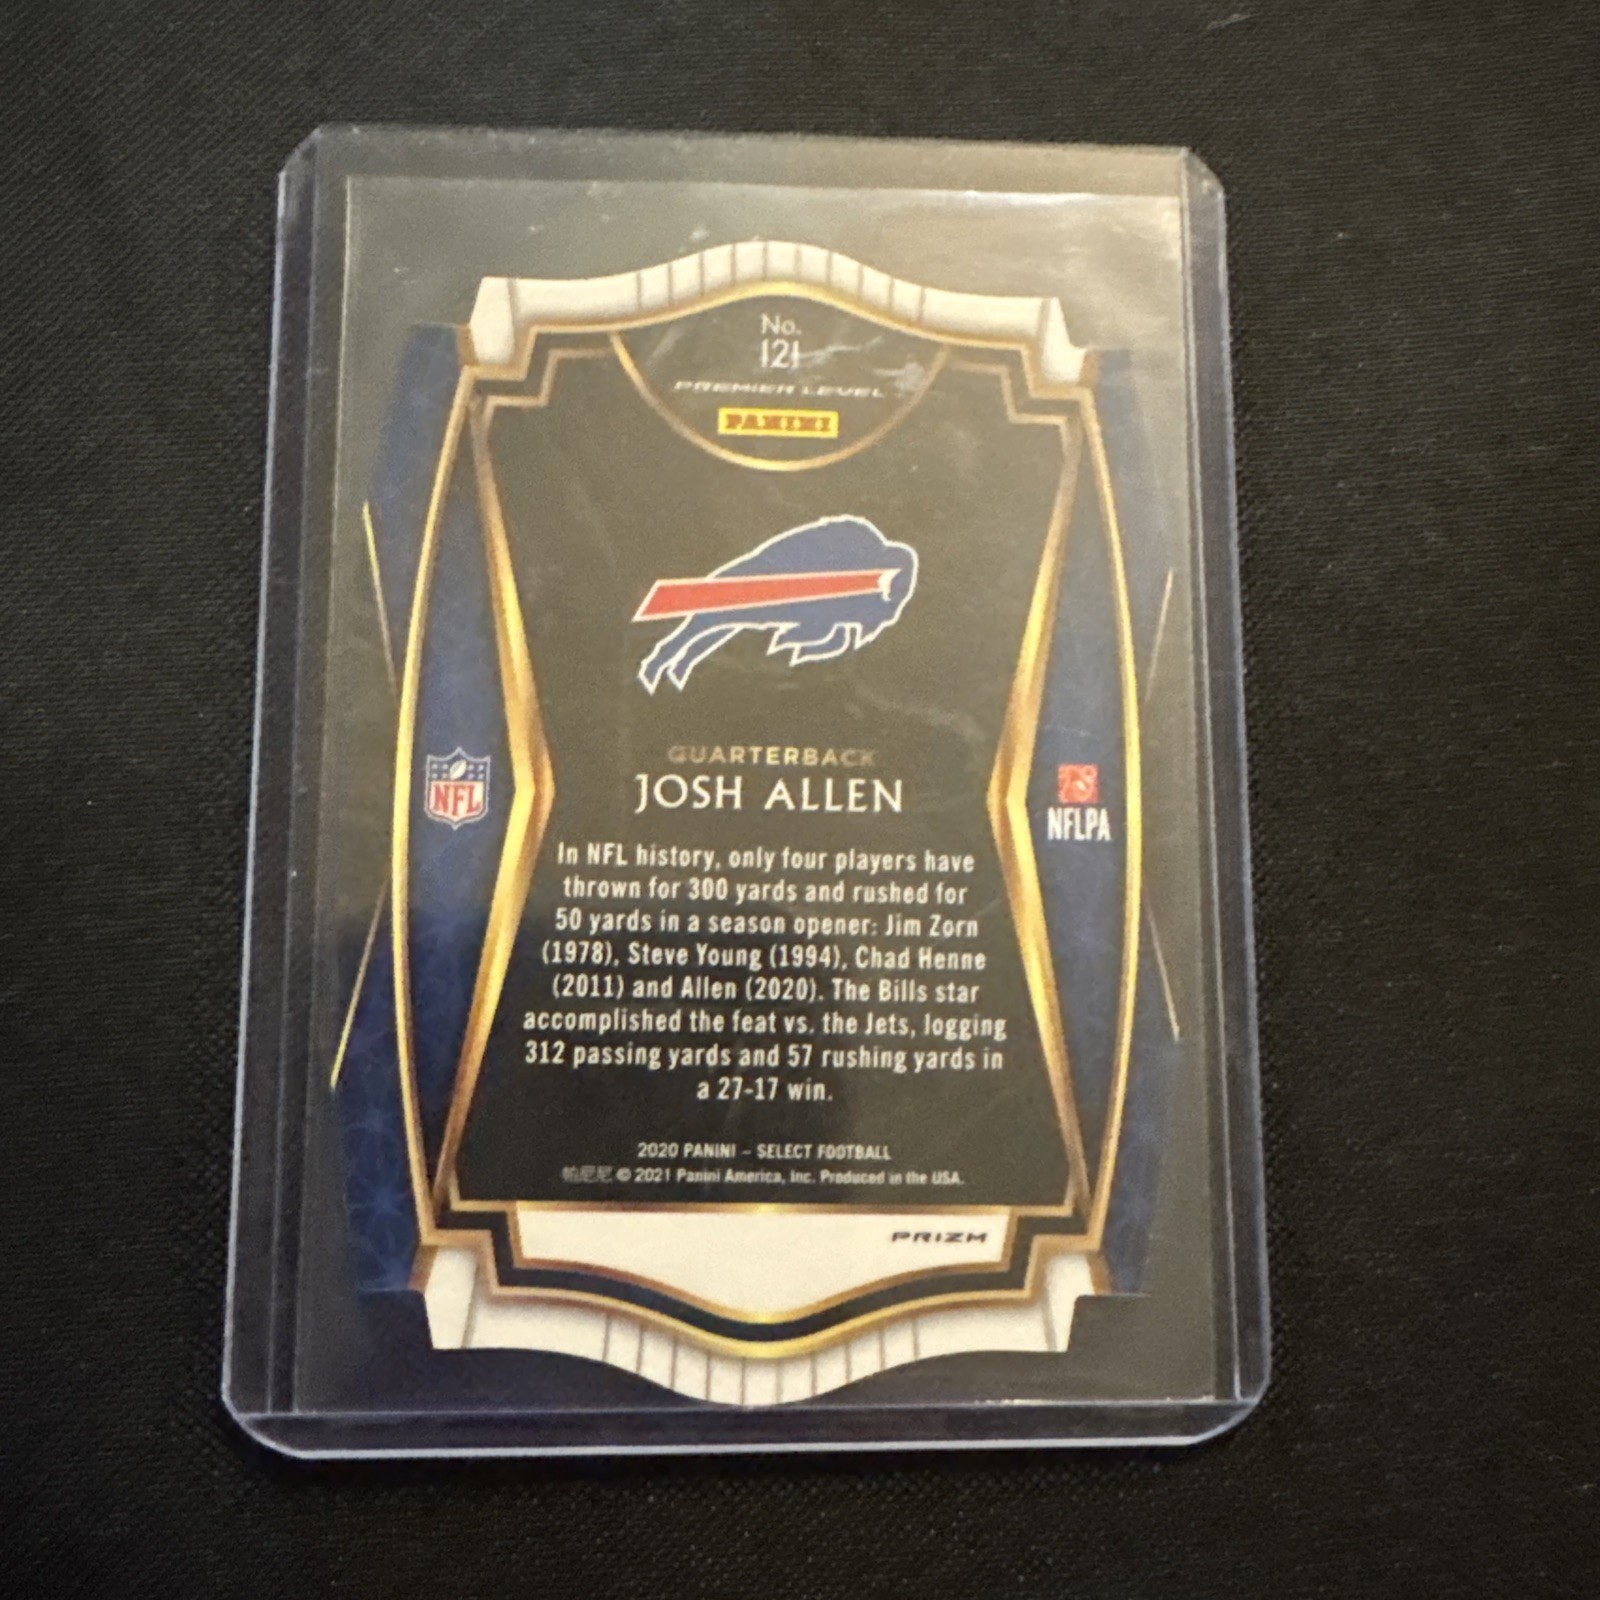 No.
121
PREMIER LEVEL
PANINI
QUARTERBACK
JOSH ALLEN
NFL
NFLPA
In NFL history, only four players have
thrown for 300 yards and rushed for
50 yards in a season opener: Jim Zorn
(1978), Steve Young (1994), Chad Henne
(2011) and Allen (2020). The Bills star
accomplished the feat vs. the Jets, logging
312 passing yards and 57 rushing yards in
a 27-17 win.
2020 PANINI – SELECT FOOTBALL
帕尼尼 © 2021 Panini America, Inc. Produced in the USA.
PRIZM